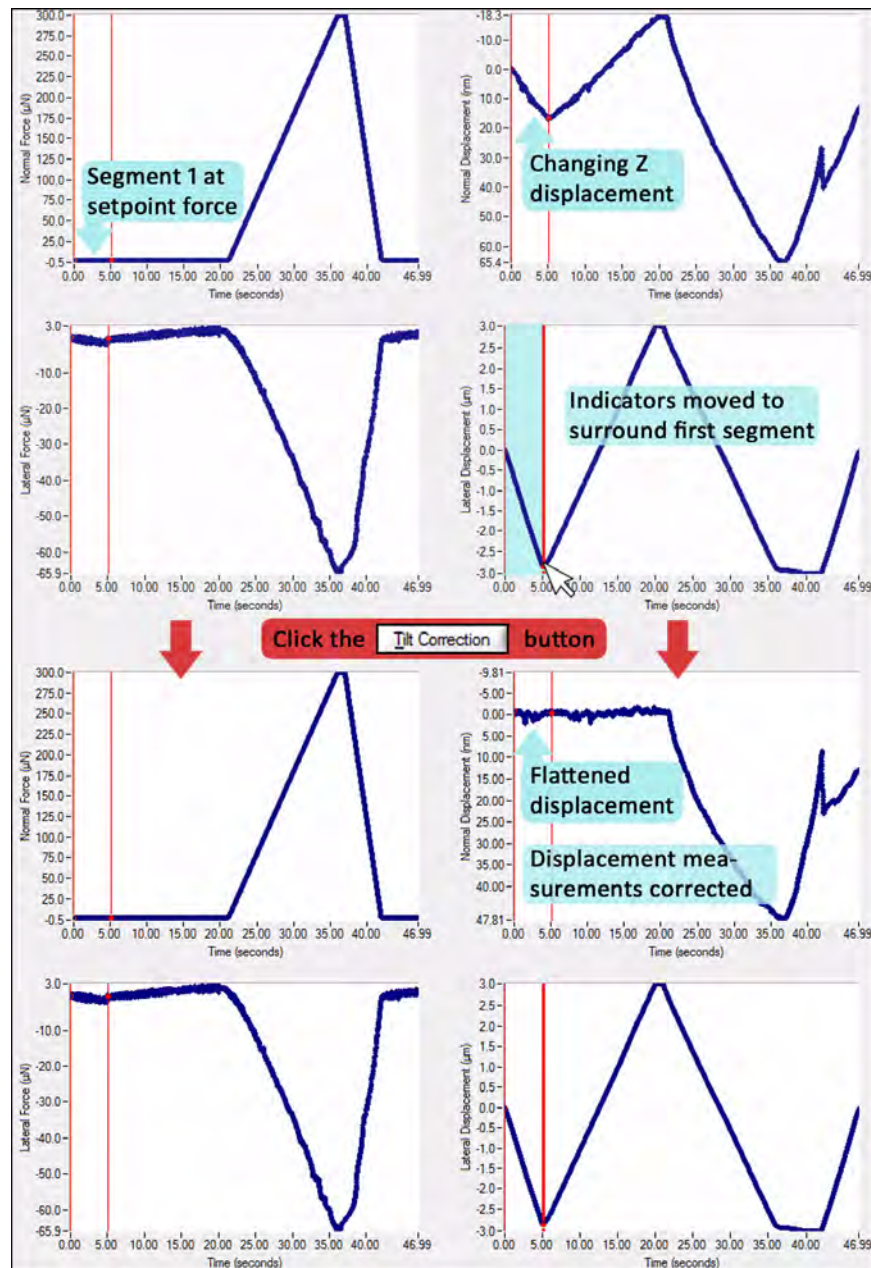 300.0
275.0
250.0
225.0
200.0
175.0
150.0
125.0
100.0
75.0
50.0
25.0
-0.5
Normal Force (µN)
0.00 5.00 10.00 15.00 20.00 25.00 30.00 35.00 40.00 46.99
Time (seconds)
Segment 1 at
setpoint force
-18.3
-10.0
0.0
10.0
20.0
30.0
40.0
50.0
60.0
65.4
Normal Displacement (nm)
0.00 5.00 10.00 15.00 20.00 25.00 30.00 35.00 40.00 46.99
Time (seconds)
Changing Z
displacement
3.0
-10.0
-20.0
-30.0
-40.0
-50.0
-60.0
-65.9
Lateral Force (µN)
0.00 5.00 10.00 15.00 20.00 25.00 30.00 35.00 40.00 46.99
Time (seconds)
3.0
2.5
2.0
1.5
1.0
0.5
0.0
-0.5
-1.0
-1.5
-2.0
-2.5
-3.0
Lateral Displacement (µm)
0.00 5.00 10.00 15.00 20.00 25.00 30.00 35.00 40.00 46.99
Time (seconds)
Indicators moved to
surround first segment
Click the Tilt Correction button
300.0
275.0
250.0
225.0
200.0
175.0
150.0
125.0
100.0
75.0
50.0
25.0
-0.5
Normal Force (µN)
0.00 5.00 10.00 15.00 20.00 25.00 30.00 35.00 40.00 46.99
Time (seconds)
-9.81
-5.00
0.00
5.00
10.00
15.00
20.00
25.00
30.00
35.00
40.00
47.81
Normal Displacement (nm)
0.00 5.00 10.00 15.00 20.00 25.00 30.00 35.00 40.00 46.99
Time (seconds)
Flattened
displacement
Displacement mea-
surements corrected
3.0
-10.0
-20.0
-30.0
-40.0
-50.0
-60.0
-65.9
Lateral Force (µN)
0.00 5.00 10.00 15.00 20.00 25.00 30.00 35.00 40.00 46.99
Time (seconds)
3.0
2.5
2.0
1.5
1.0
0.5
0.0
-0.5
-1.0
-1.5
-2.0
-2.5
-3.0
Lateral Displacement (µm)
0.00 5.00 10.00 15.00 20.00 25.00 30.00 35.00 40.00 46.99
Time (seconds)